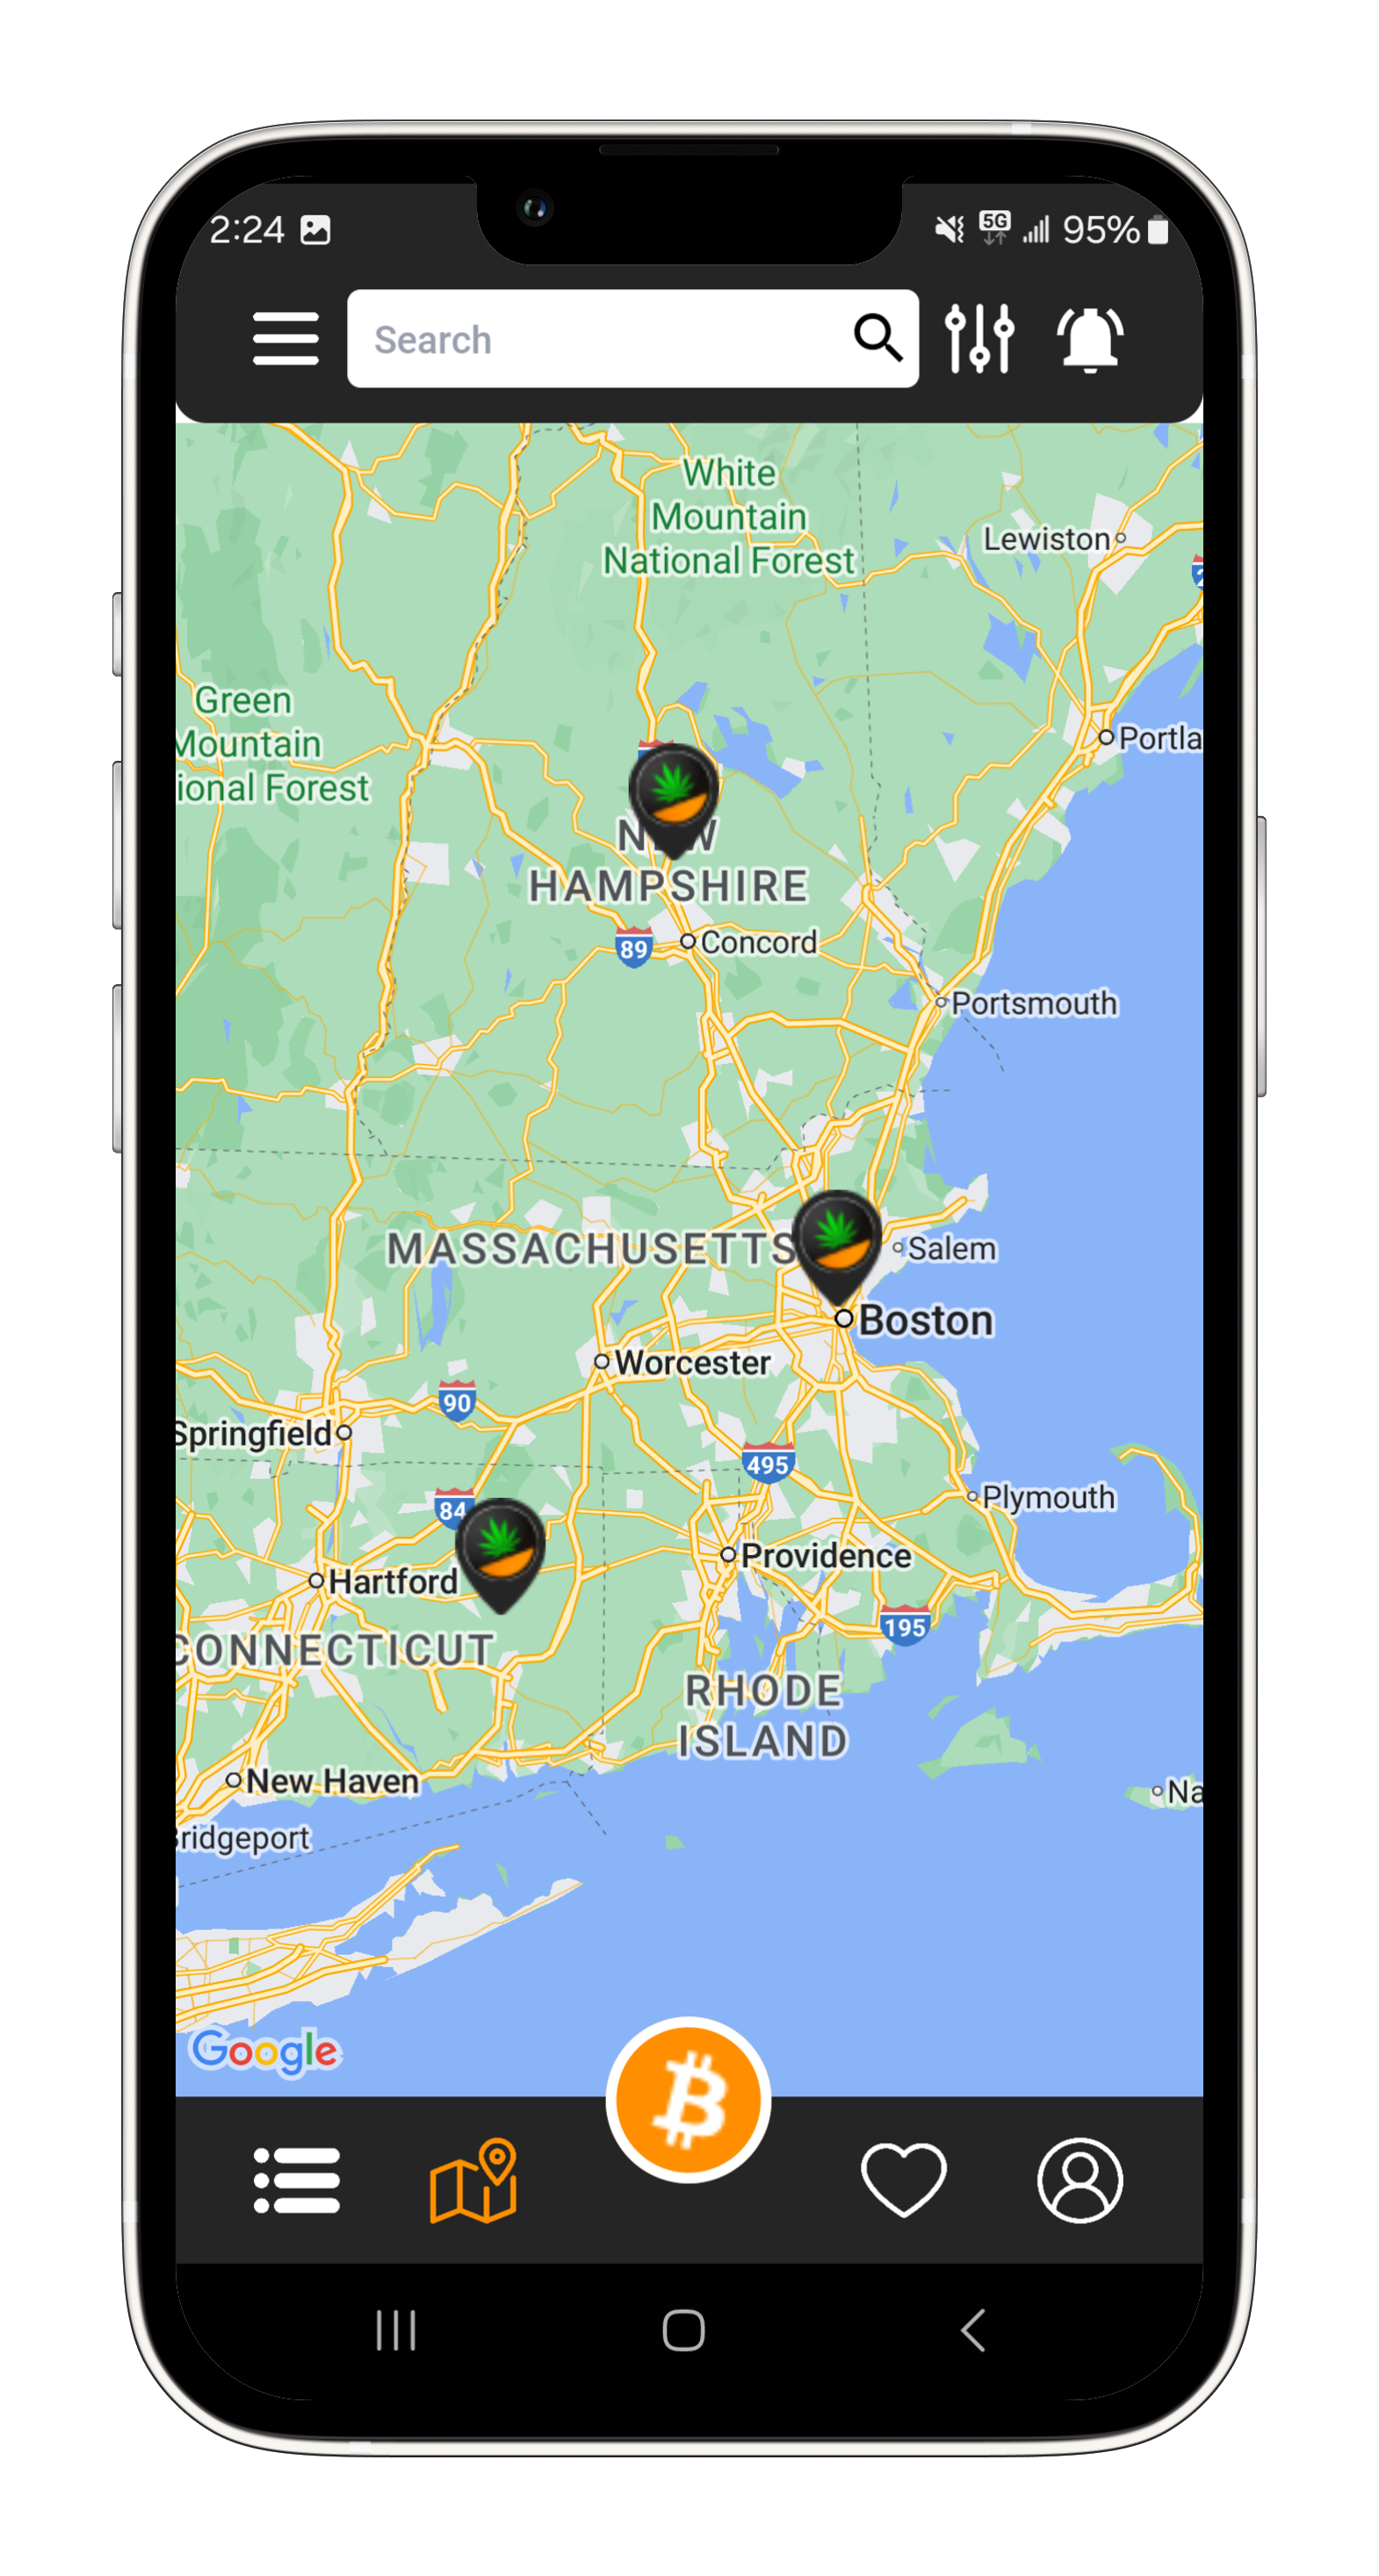 2:24
5G
95%
Search
White
Mountain
National Forest
Lewiston
Green
Mountain
ional Forest
Portla
HAMPSHIRE
89
Concord
Portsmouth
MASSACHUSETTS
Salem
Boston
Worcester
90
Springfield
495
84
Plymouth
Providence
Hartford
195
CONNECTICUT
RHODE
ISLAND
New Haven
Na
Bridgeport
Google